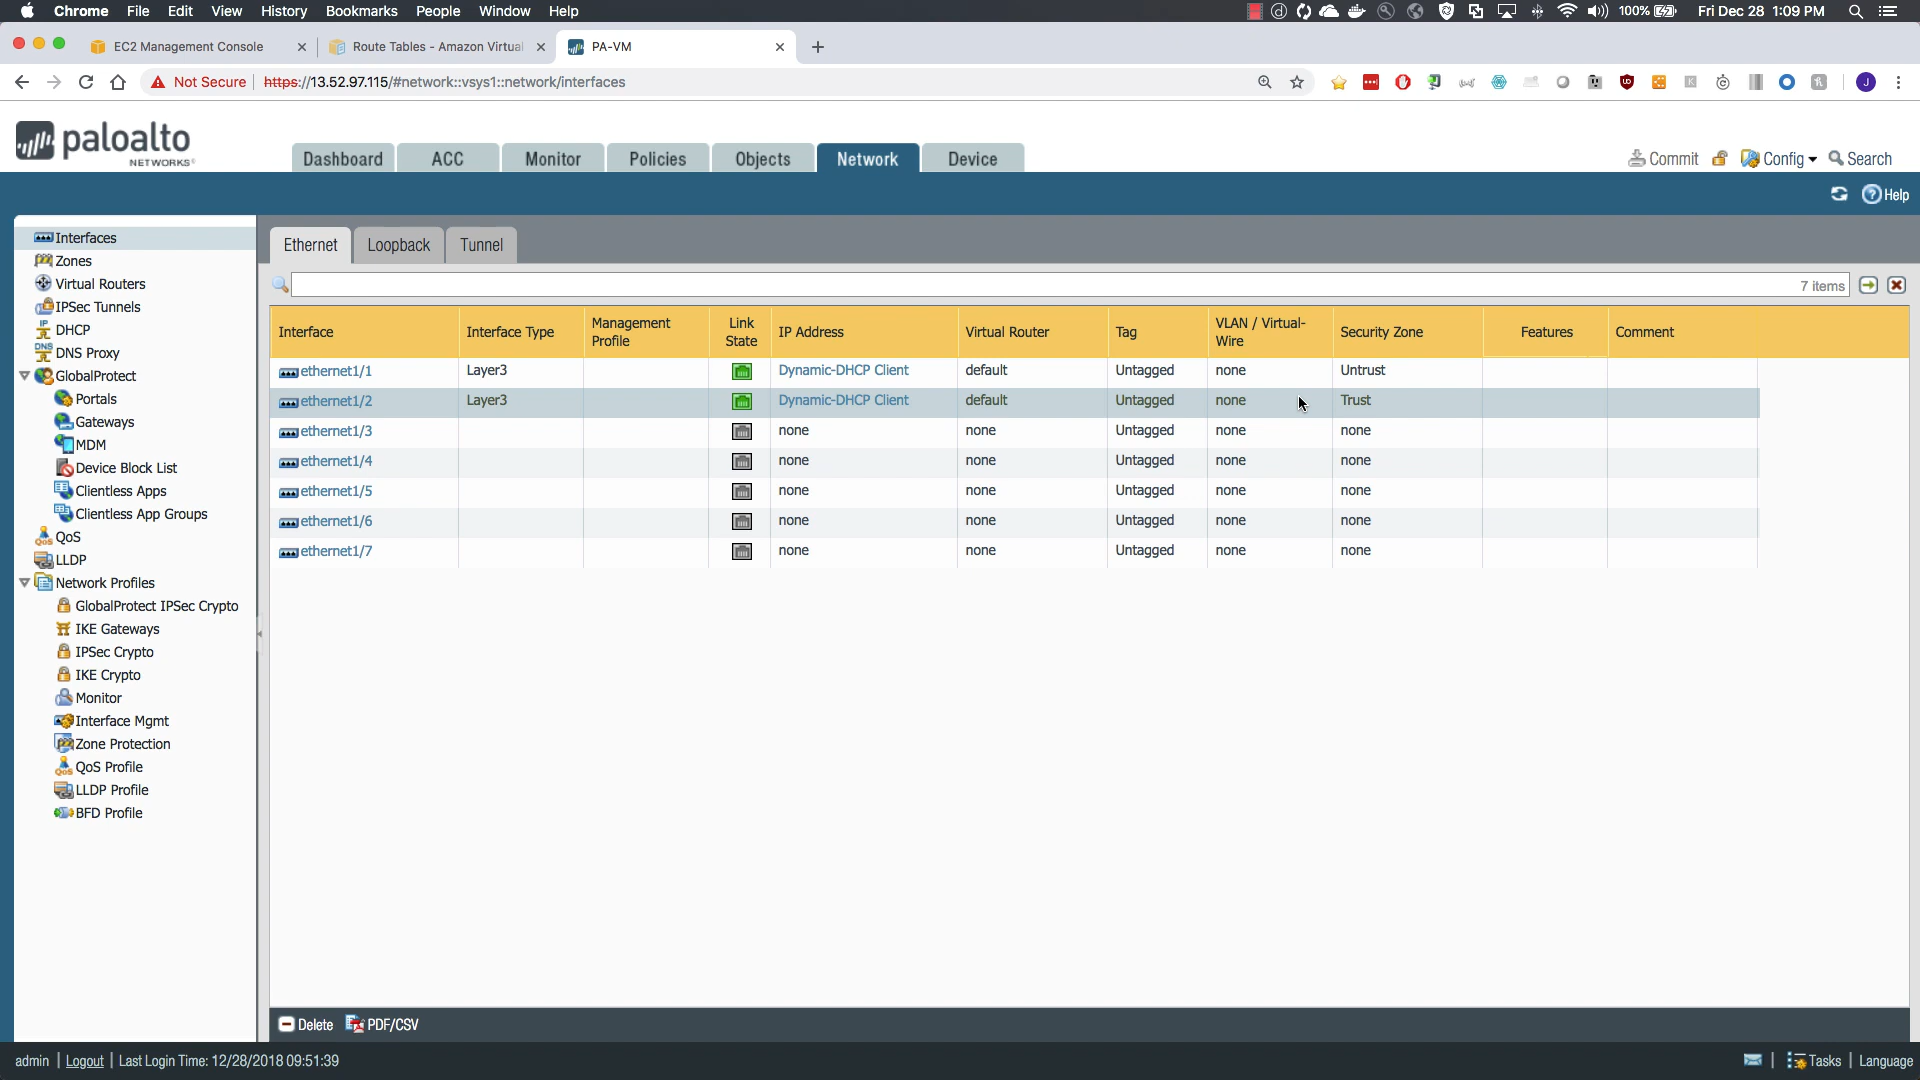 Chrome File Edit View History Bookmarks People Window Help 100% Fri Dec 28 1:09 PM
EC2 Management Console Route Tables - Amazon Virtual PA-VM
Not Secure https://13.52.97.115/#network::vsys1::network/interfaces
paloalto
NETWORKS
Dashboard ACC Monitor Policies Objects Network Device Commit Config Search
Help
Interfaces
Zones
Virtual Routers
IPSec Tunnels
DHCP
DNS Proxy
GlobalProtect
Portals
Gateways
MDM
Device Block List
Clientless Apps
Clientless App Groups
QoS
LLDP
Network Profiles
GlobalProtect IPSec Crypto
IKE Gateways
IPSec Crypto
IKE Crypto
Monitor
Interface Mgmt
Zone Protection
QoS Profile
LLDP Profile
BFD Profile
Ethernet Loopback Tunnel
7 items
Interface Interface Type Management Profile Link State IP Address Virtual Router Tag VLAN / Virtual-Wire Security Zone Features Comment
ethernet1/1 Layer3 Dynamic-DHCP Client default Untagged none Untrust
ethernet1/2 Layer3 Dynamic-DHCP Client default Untagged none Trust
ethernet1/3 none none Untagged none none
ethernet1/4 none none Untagged none none
ethernet1/5 none none Untagged none none
ethernet1/6 none none Untagged none none
ethernet1/7 none none Untagged none none
Delete PDF/CSV
admin | Logout | Last Login Time: 12/28/2018 09:51:39 Tasks | Language